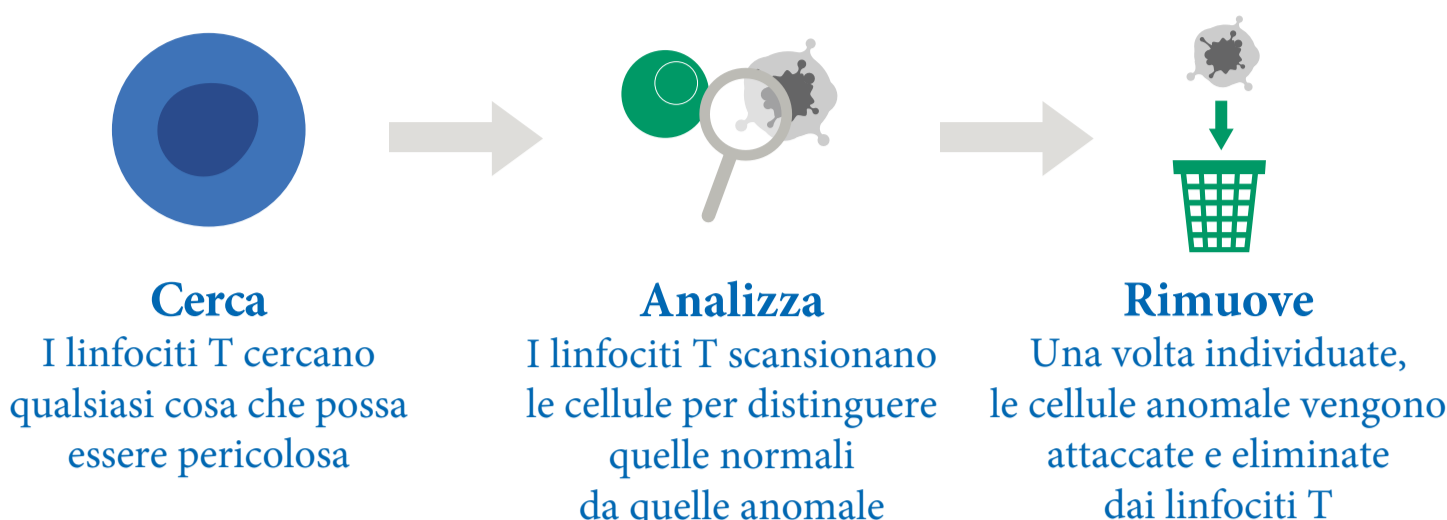 Cerca
I linfociti T cercano
qualsiasi cosa che possa
essere pericolosa
Analizza
I linfociti T scansionano
le cellule per distinguere
quelle normali
da quelle anomale
Rimuove
Una volta individuate,
le cellule anomale vengono
attaccate e eliminate
dai linfociti T